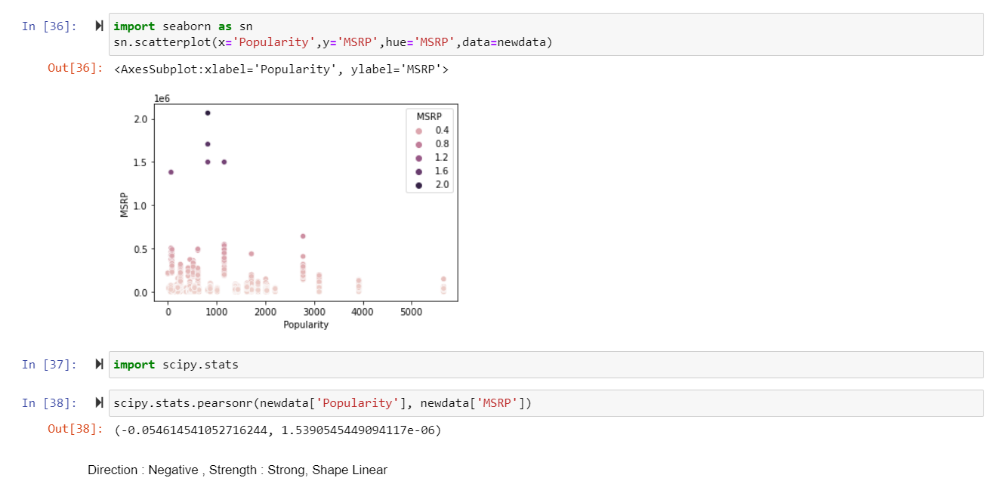 In [36]:
import seaborn as sn
sn.scatterplot(x='Popularity',y='MSRP',hue='MSRP',data=newdata)
Out[36]: <AxesSubplot:xlabel='Popularity', ylabel='MSRP'>
1e6
MSRP
0.4
0.8
1.2
1.6
2.0
2.0
1.5
1.0
0.5
0.0
MSRP
0 1000 2000 3000 4000 5000
Popularity
In [37]: import scipy.stats
In [38]: scipy.stats.pearsonr(newdata['Popularity'], newdata['MSRP'])
Out[38]: (-0.054614541052716244, 1.5390545449094117e-06)
Direction : Negative , Strength : Strong, Shape Linear